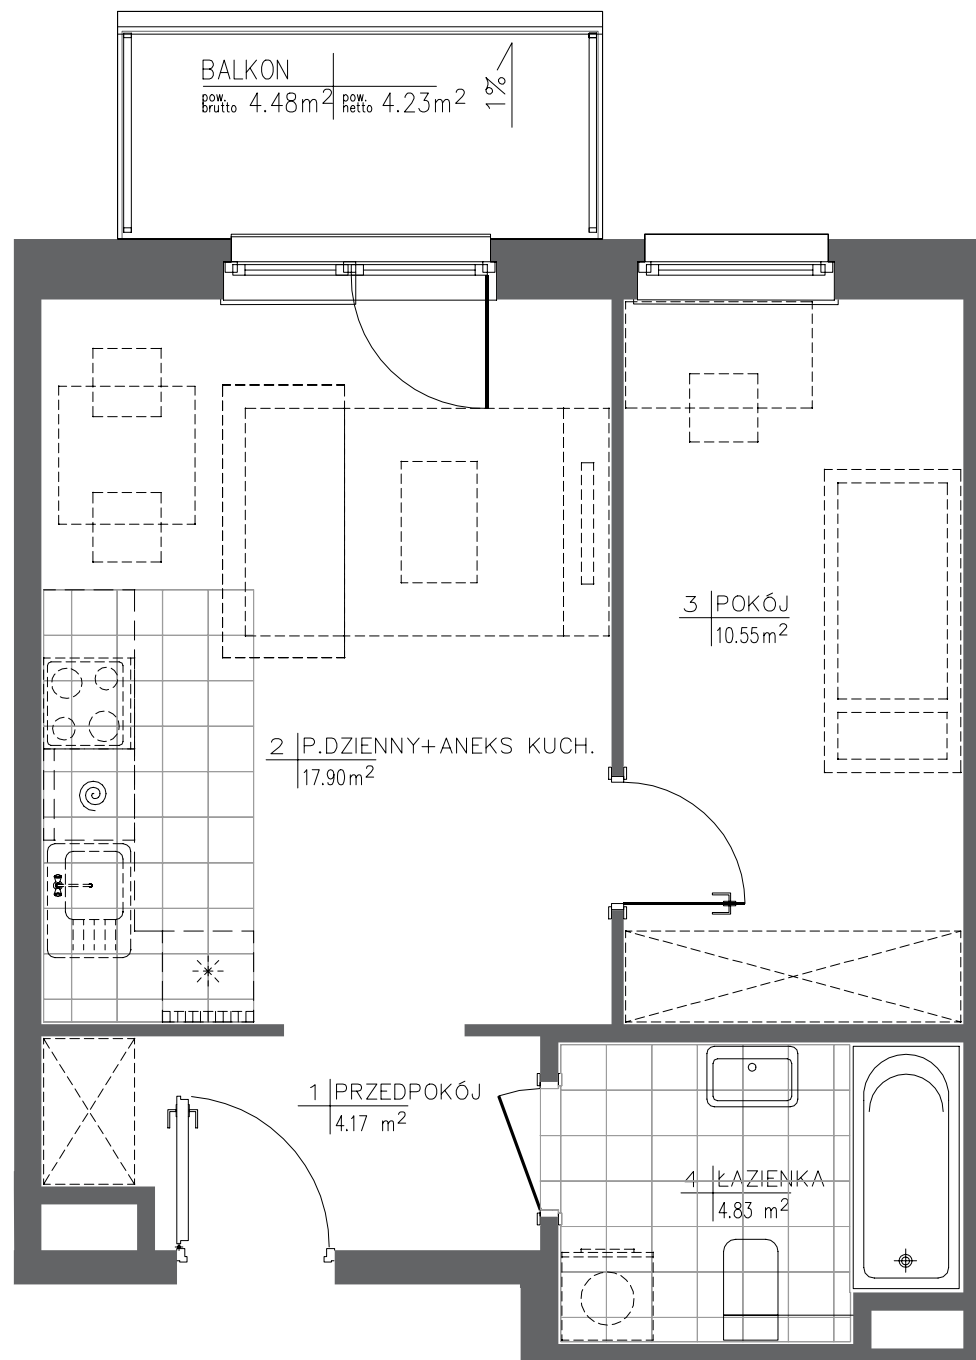 BALKON
pow. brutto 4.48m² pow. netto 4.23m²
1%
3 POKÓJ
10.55m²
2 P.DZIENNY+ANEKS KUCH.
17.90m²
1 PRZEDPOKÓJ
4.17 m²
4 ŁAZIENKA
4.83 m²